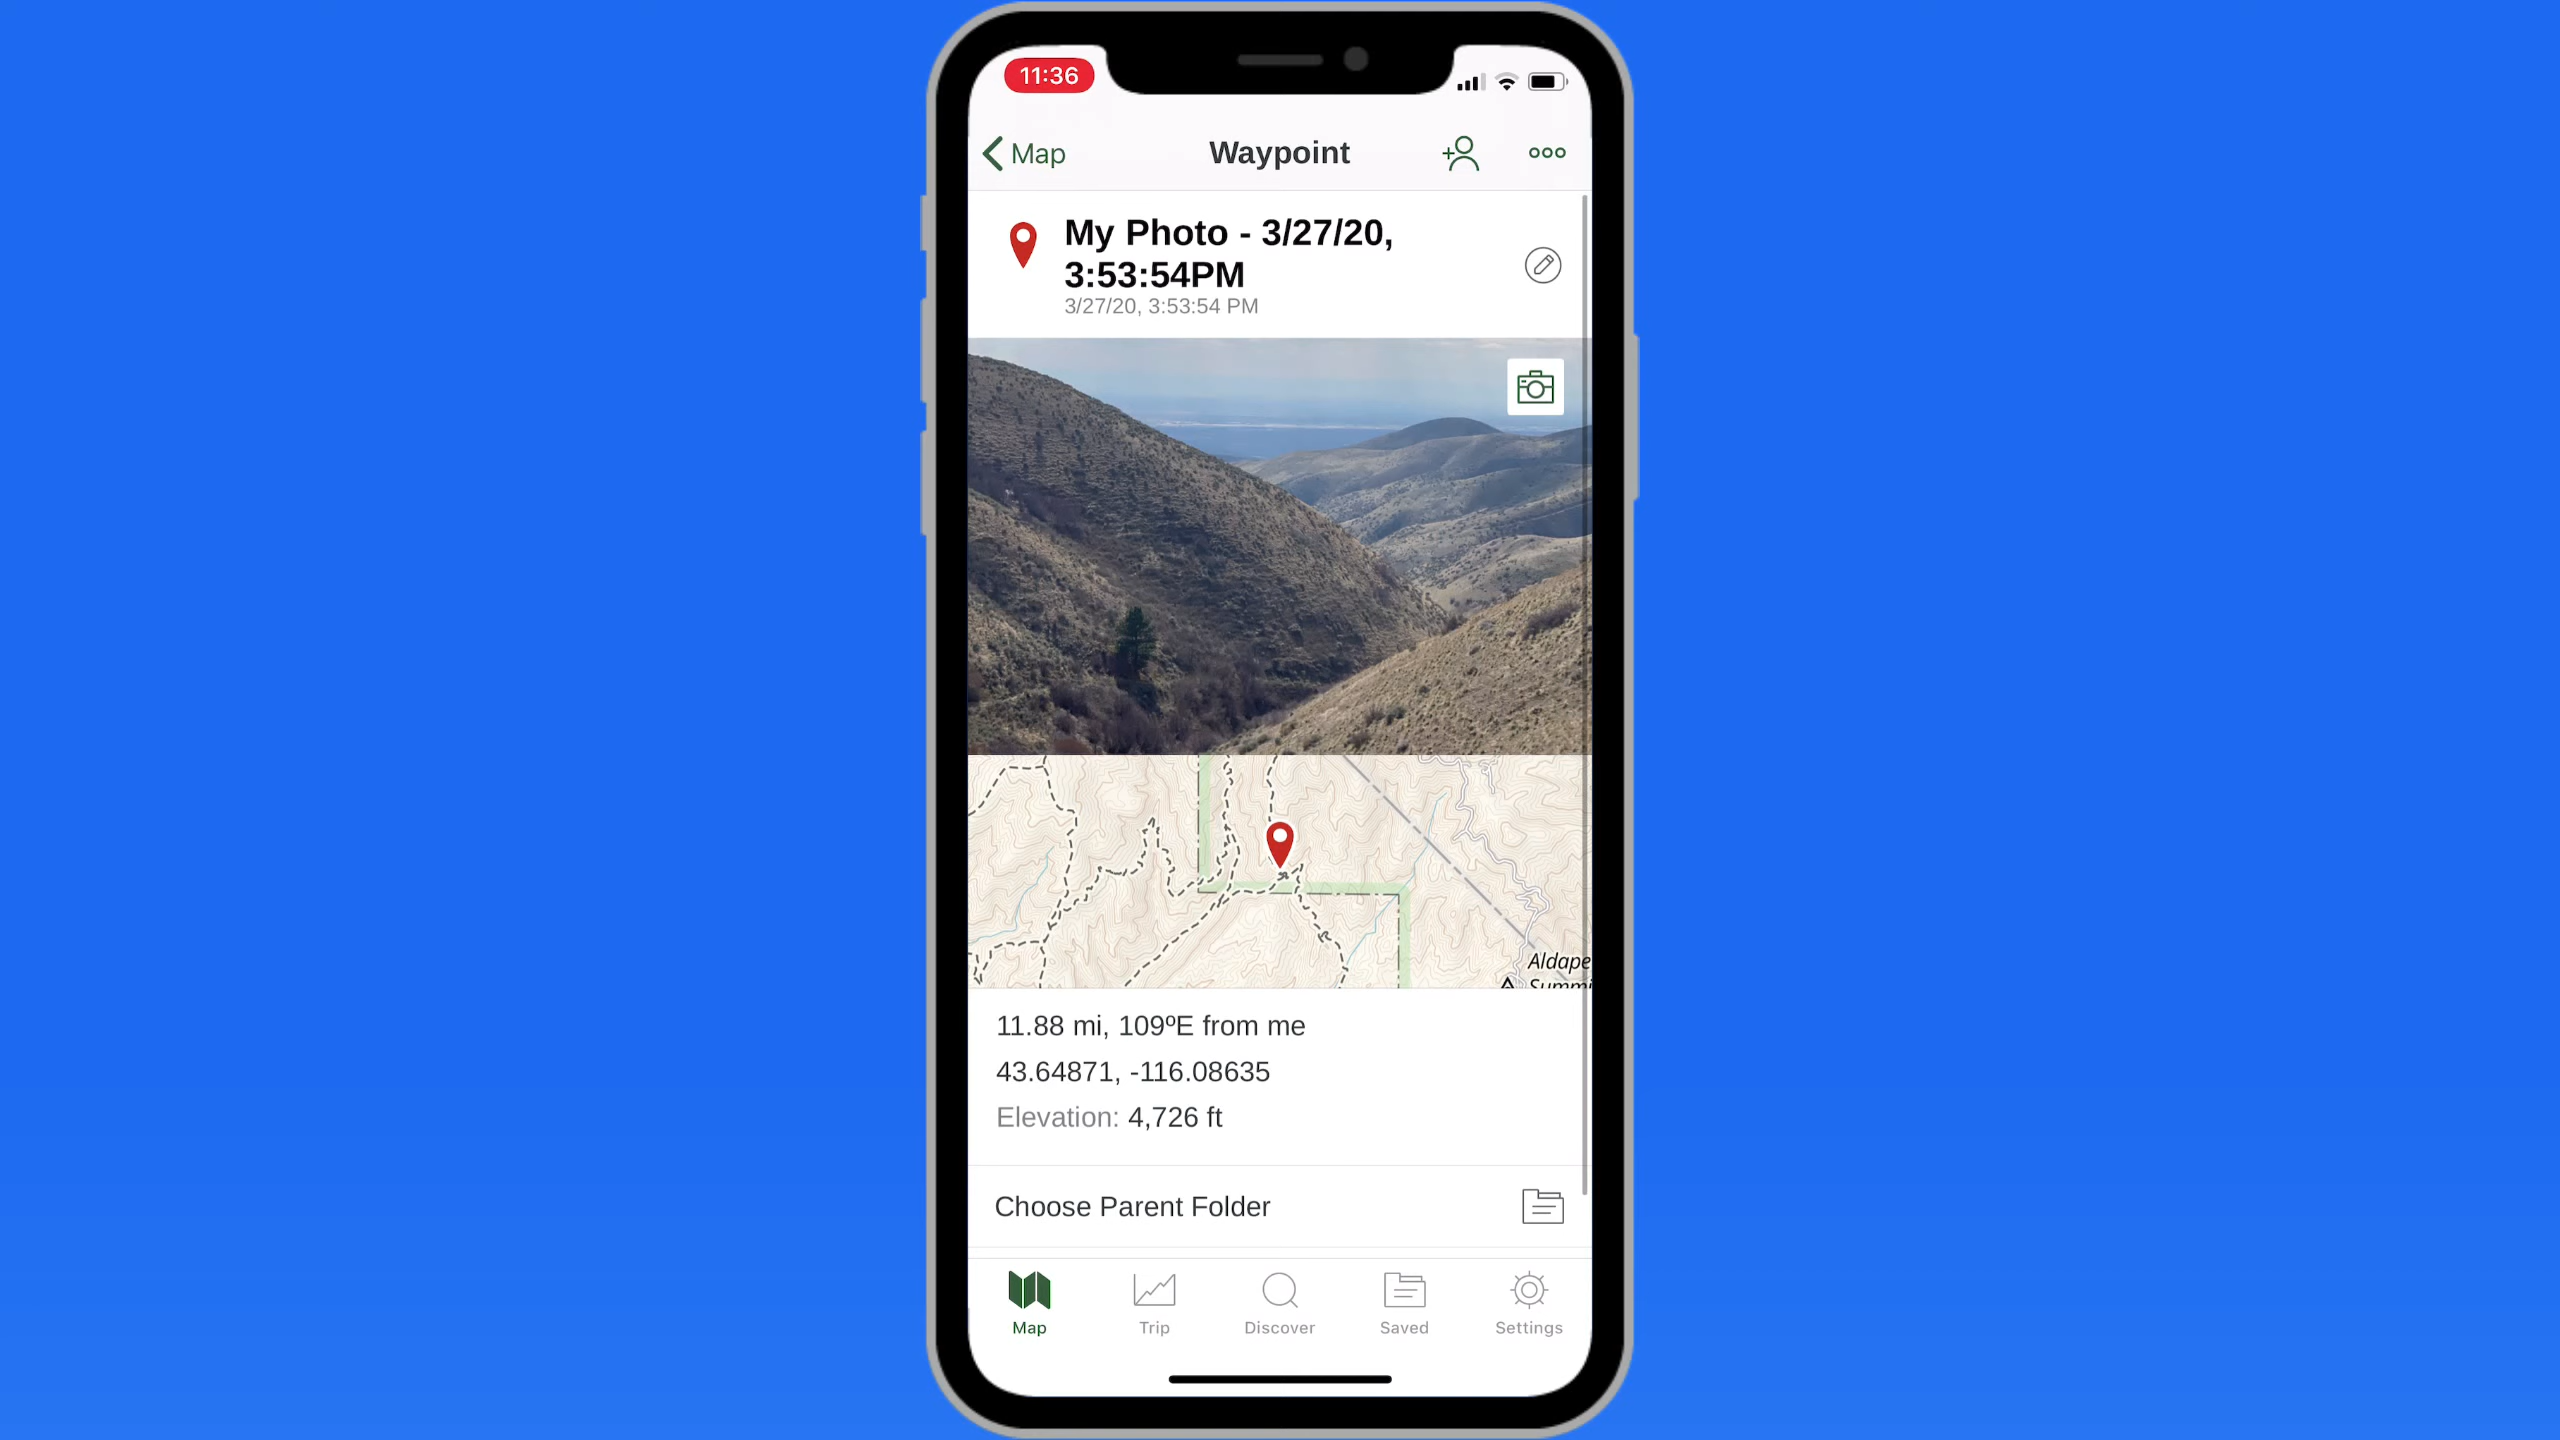 11:36
Map
Waypoint
My Photo - 3/27/20,
3:53:54PM
3/27/20, 3:53:54 PM
Aldape
Summi
11.88 mi, 109ºE from me
43.64871, -116.08635
Elevation: 4,726 ft
Choose Parent Folder
Map
Trip
Discover
Saved
Settings